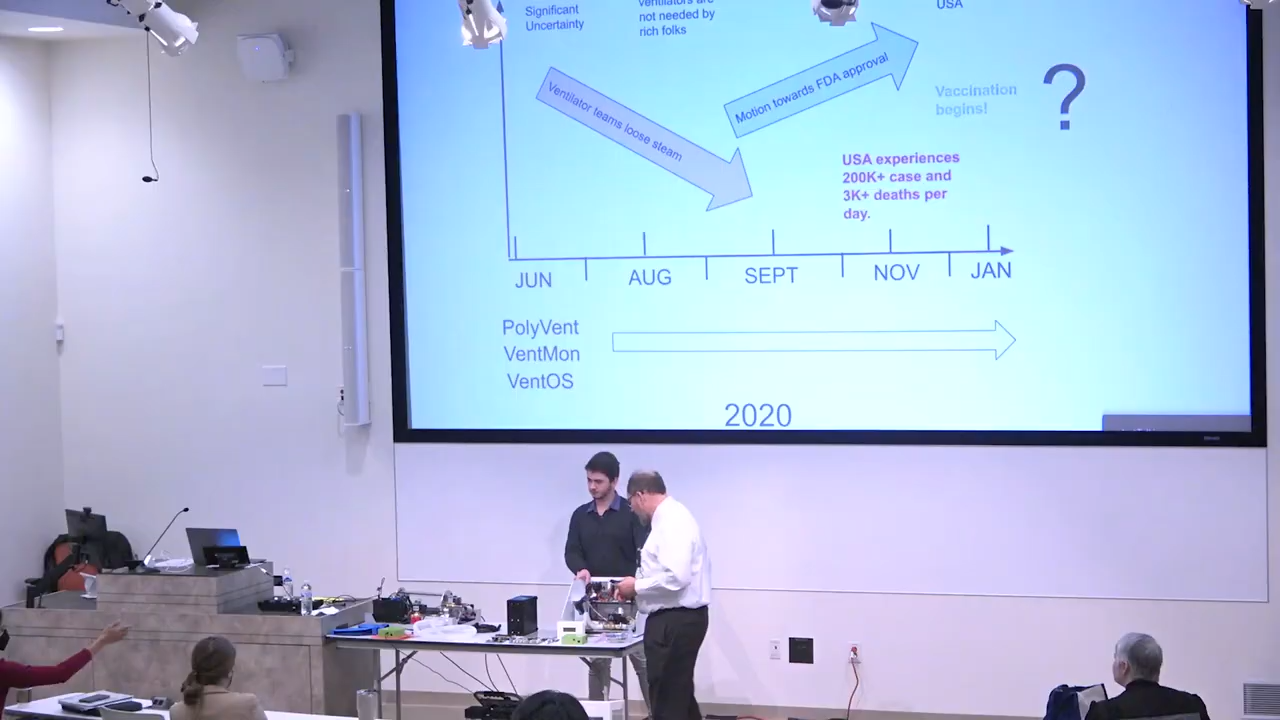 Significant
Uncertainty
ventilators are
not needed by
rich folks
USA
Ventilator teams loose steam
Motion towards FDA approval
Vaccination
begins!
?
USA experiences
200K+ case and
3K+ deaths per
day.
JUN
AUG
SEPT
NOV
JAN
PolyVent
VentMon
VentOS
2020